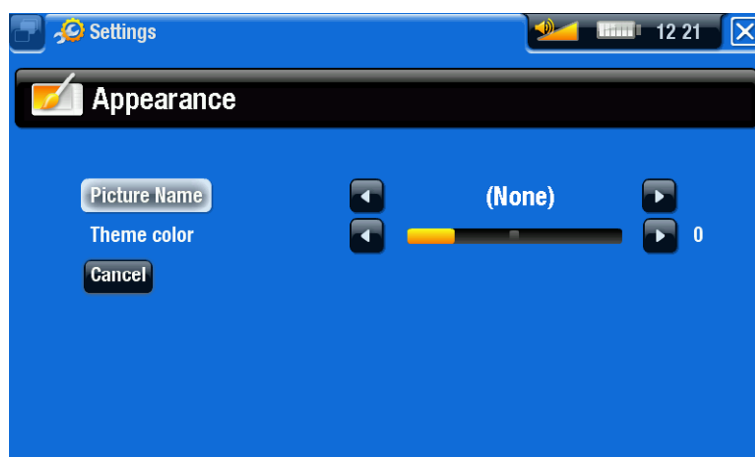 Settings 12 21
Appearance
Picture Name (None)
Theme color 0
Cancel